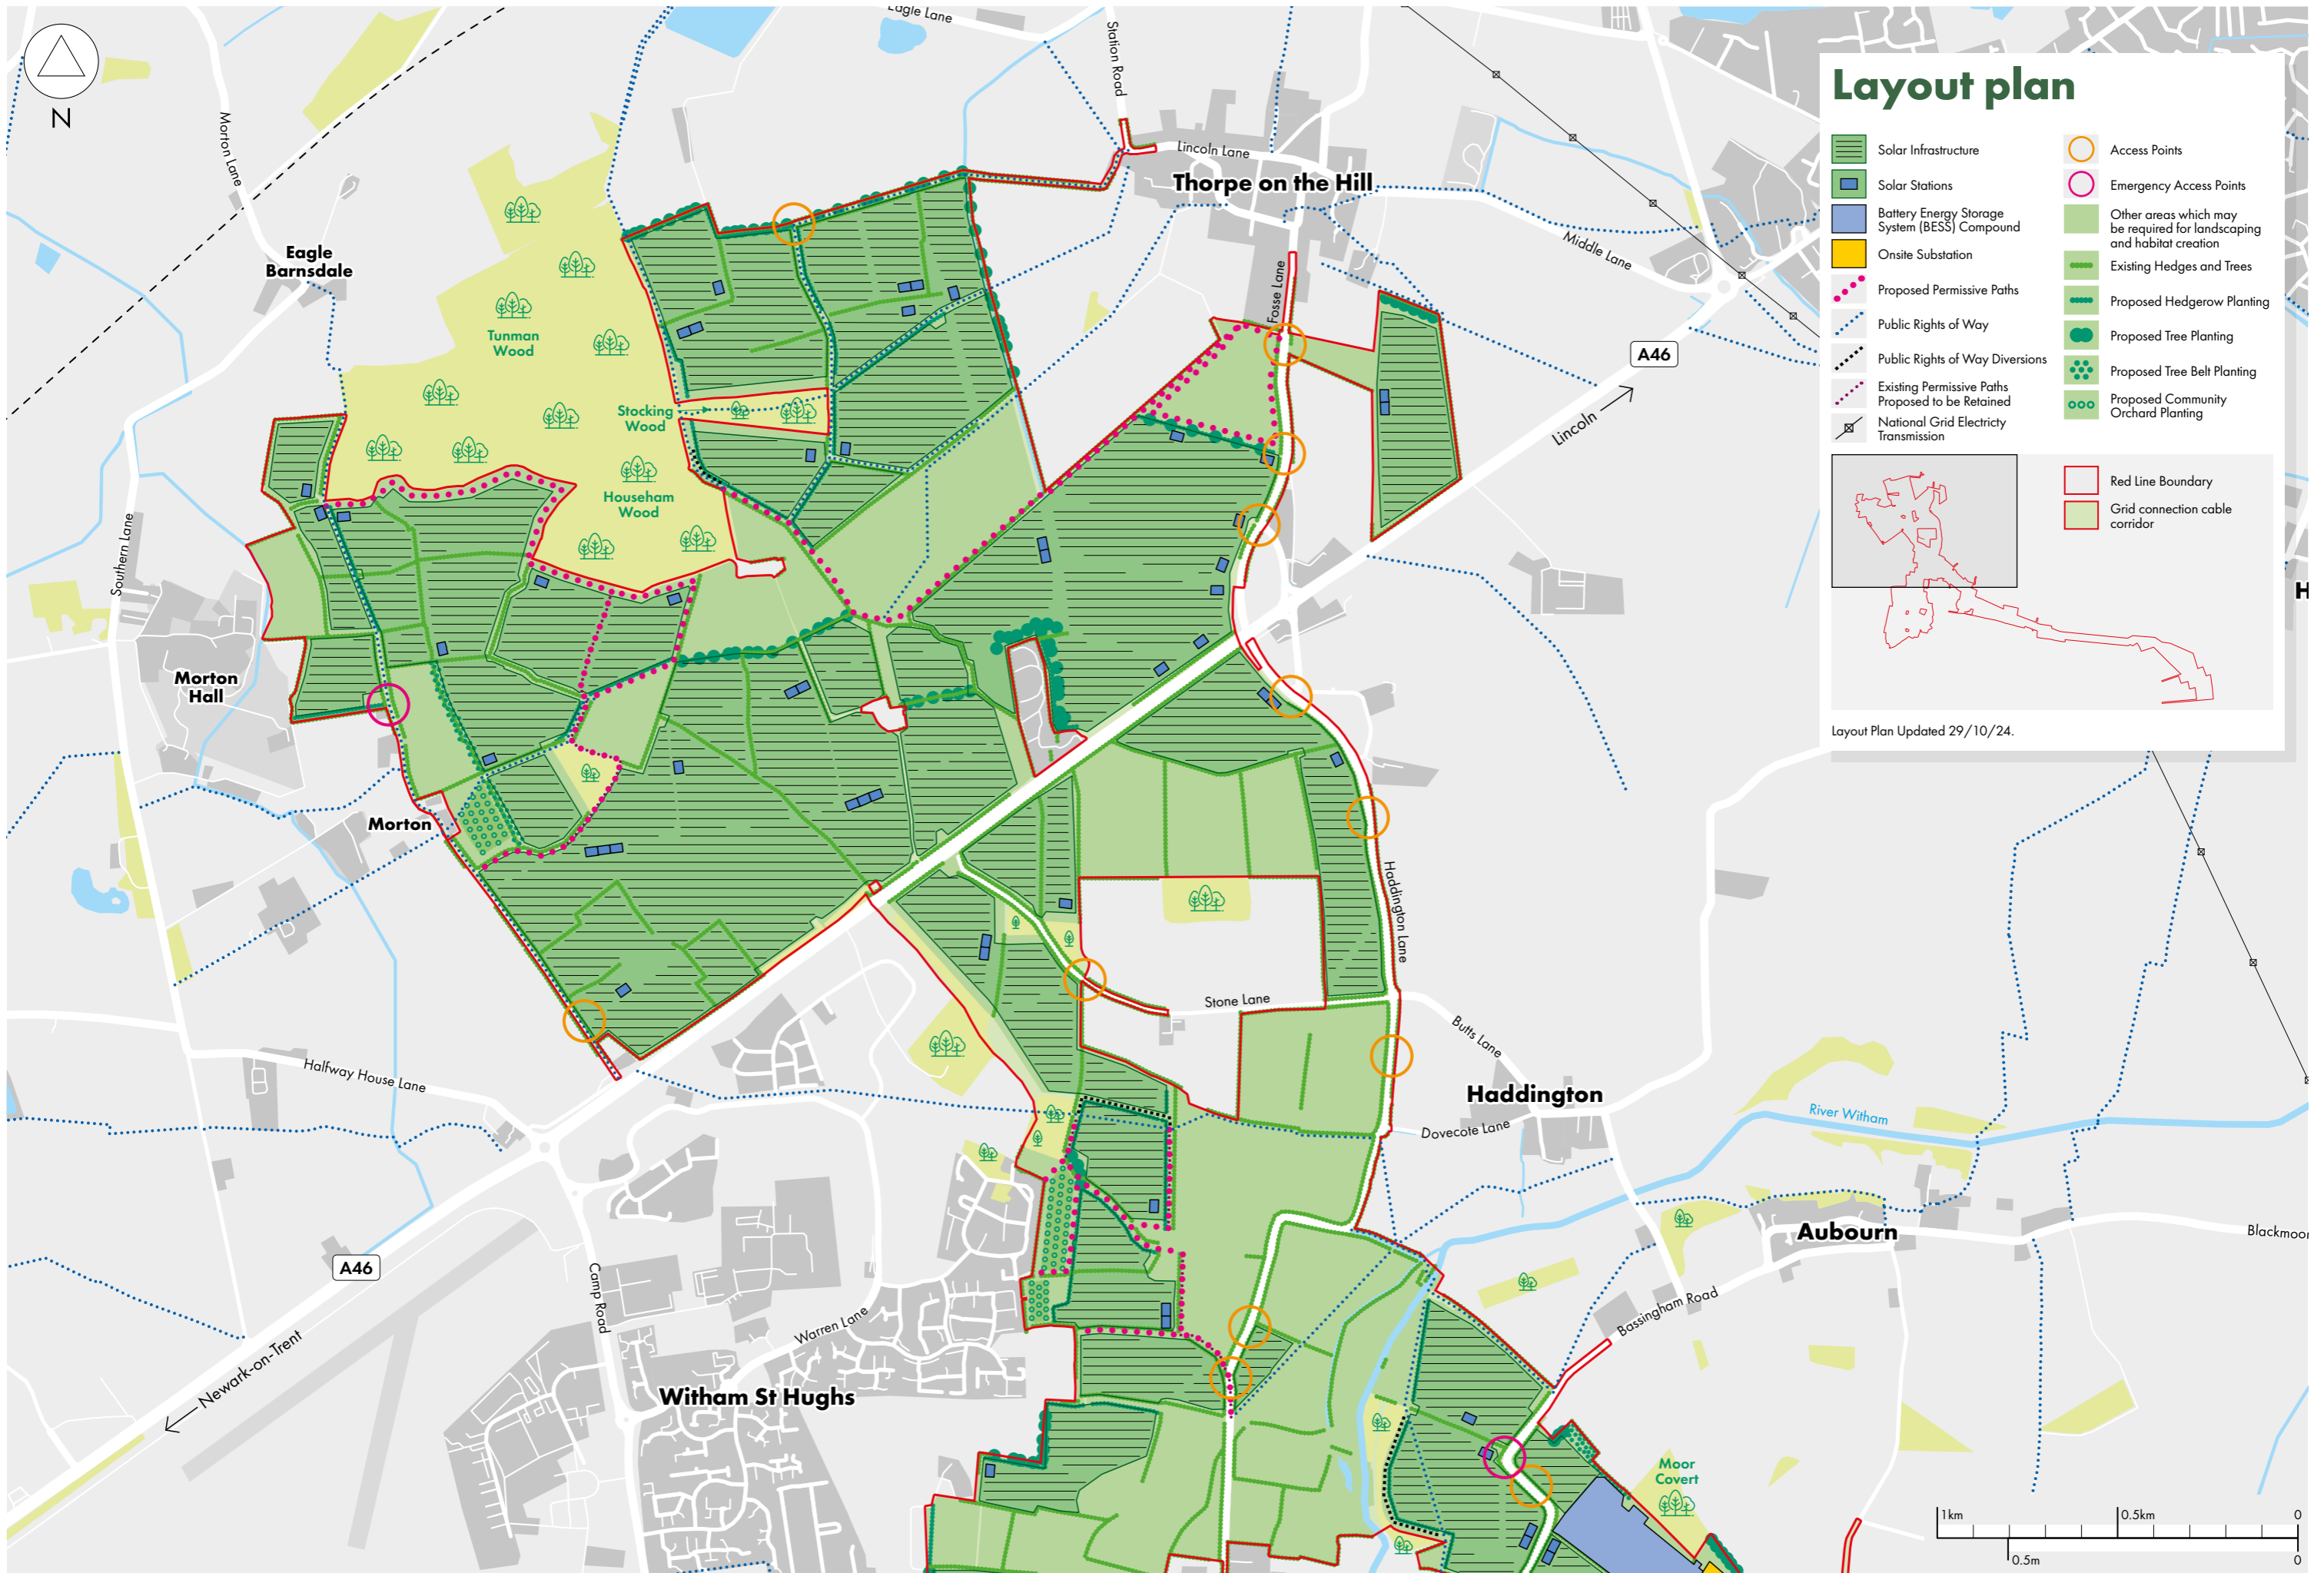 Eagle Lane
Station Road
Morton Lane
N
Lincoln Lane
Thorpe on the Hill
Middle Lane
Eagle
Barnsdale
Fosse Lane
Tunman
Wood
A46
Stocking
Wood
Lincoln
Househam
Wood
Southern Lane
Morton
Hall
Morton
Haddington Lane
Stone Lane
Butts Lane
Halfway House Lane
Haddington
Dovecote Lane
River Witham
Aubourn
Blackmoor
A46
Camp Road
Warren Lane
Bassingham Road
Newark-on-Trent
Witham St Hughs
Moor
Covert
Layout plan
Solar Infrastructure
Solar Stations
Battery Energy Storage
System (BESS) Compound
Onsite Substation
Proposed Permissive Paths
Public Rights of Way
Public Rights of Way Diversions
Existing Permissive Paths
Proposed to be Retained
National Grid Electricty
Transmission
Access Points
Emergency Access Points
Other areas which may
be required for landscaping
and habitat creation
Existing Hedges and Trees
Proposed Hedgerow Planting
Proposed Tree Planting
Proposed Tree Belt Planting
Proposed Community
Orchard Planting
Red Line Boundary
Grid connection cable
corridor
Layout Plan Updated 29/10/24.
H
1km
0.5km
0
0.5m
0